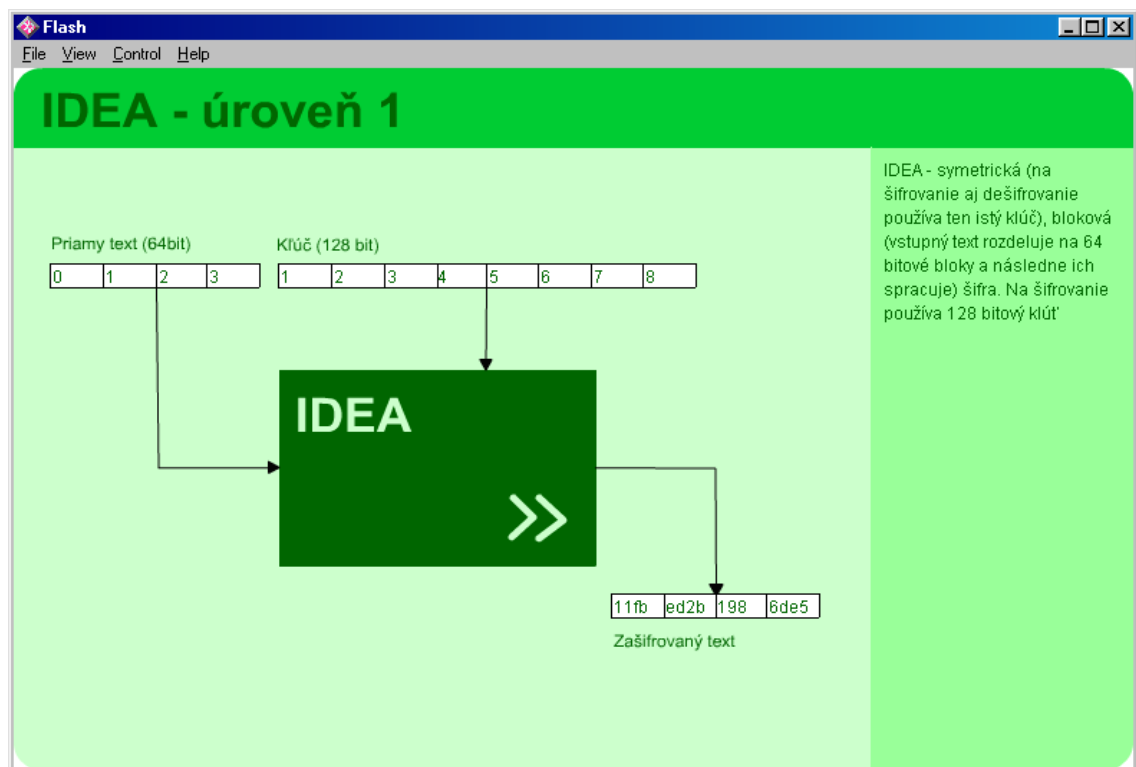 Flash
File View Control Help
IDEA - úroveň 1
Priamy text (64bit)
0 1 2 3
Kľúč (128 bit)
1 2 3 4 5 6 7 8
IDEA
11fb ed2b 198 6de5
Zašifrovaný text
IDEA - symetrická (na
šifrovanie aj dešifrovanie
používa ten istý kľúč), bloková
(vstupný text rozdeluje na 64
bitové bloky a následne ich
spracuje) šifra. Na šifrovanie
používa 128 bitový klúť